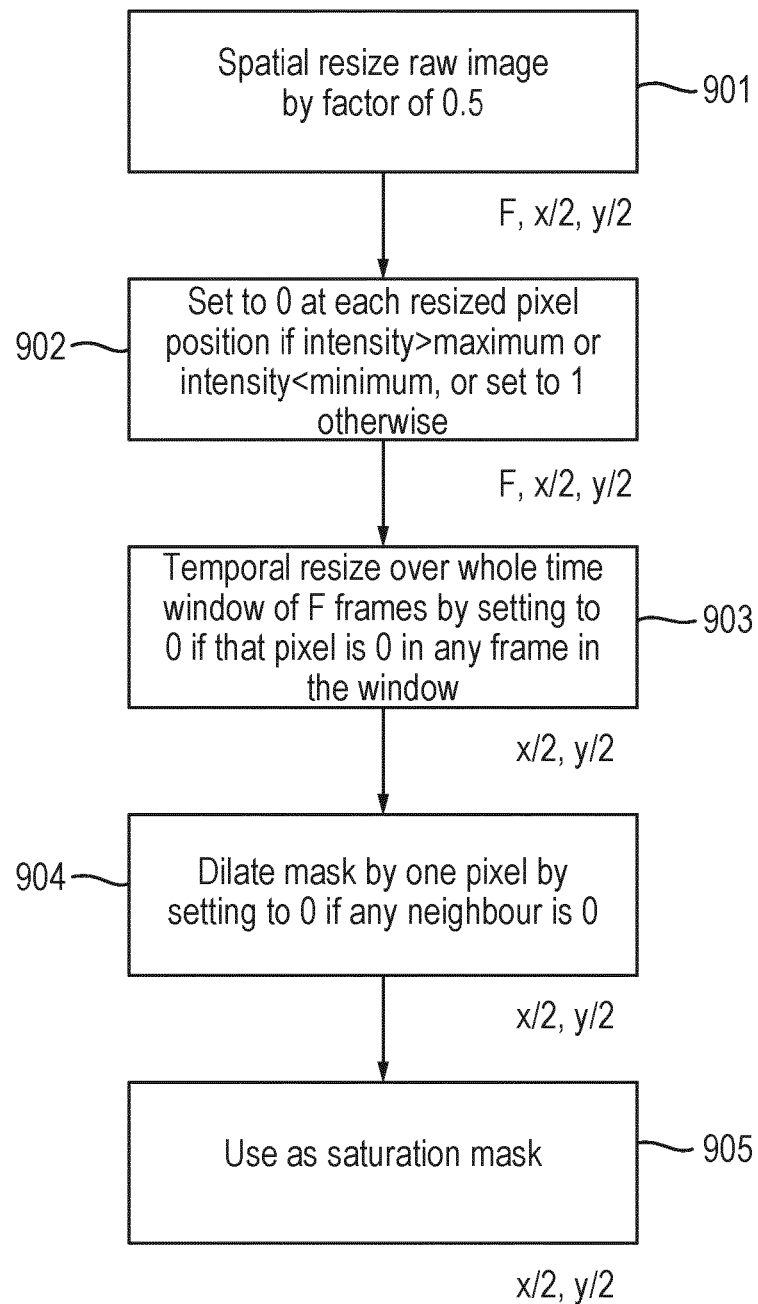 Spatial resize raw image
by factor of 0.5
901
F, x/2, y/2
Set to 0 at each resized pixel
position if intensity>maximum or
intensity<minimum, or set to 1
otherwise
902
F, x/2, y/2
Temporal resize over whole time
window of F frames by setting to
0 if that pixel is 0 in any frame in
the window
903
x/2, y/2
Dilate mask by one pixel by
setting to 0 if any neighbour is 0
904
x/2, y/2
Use as saturation mask
905
x/2, y/2